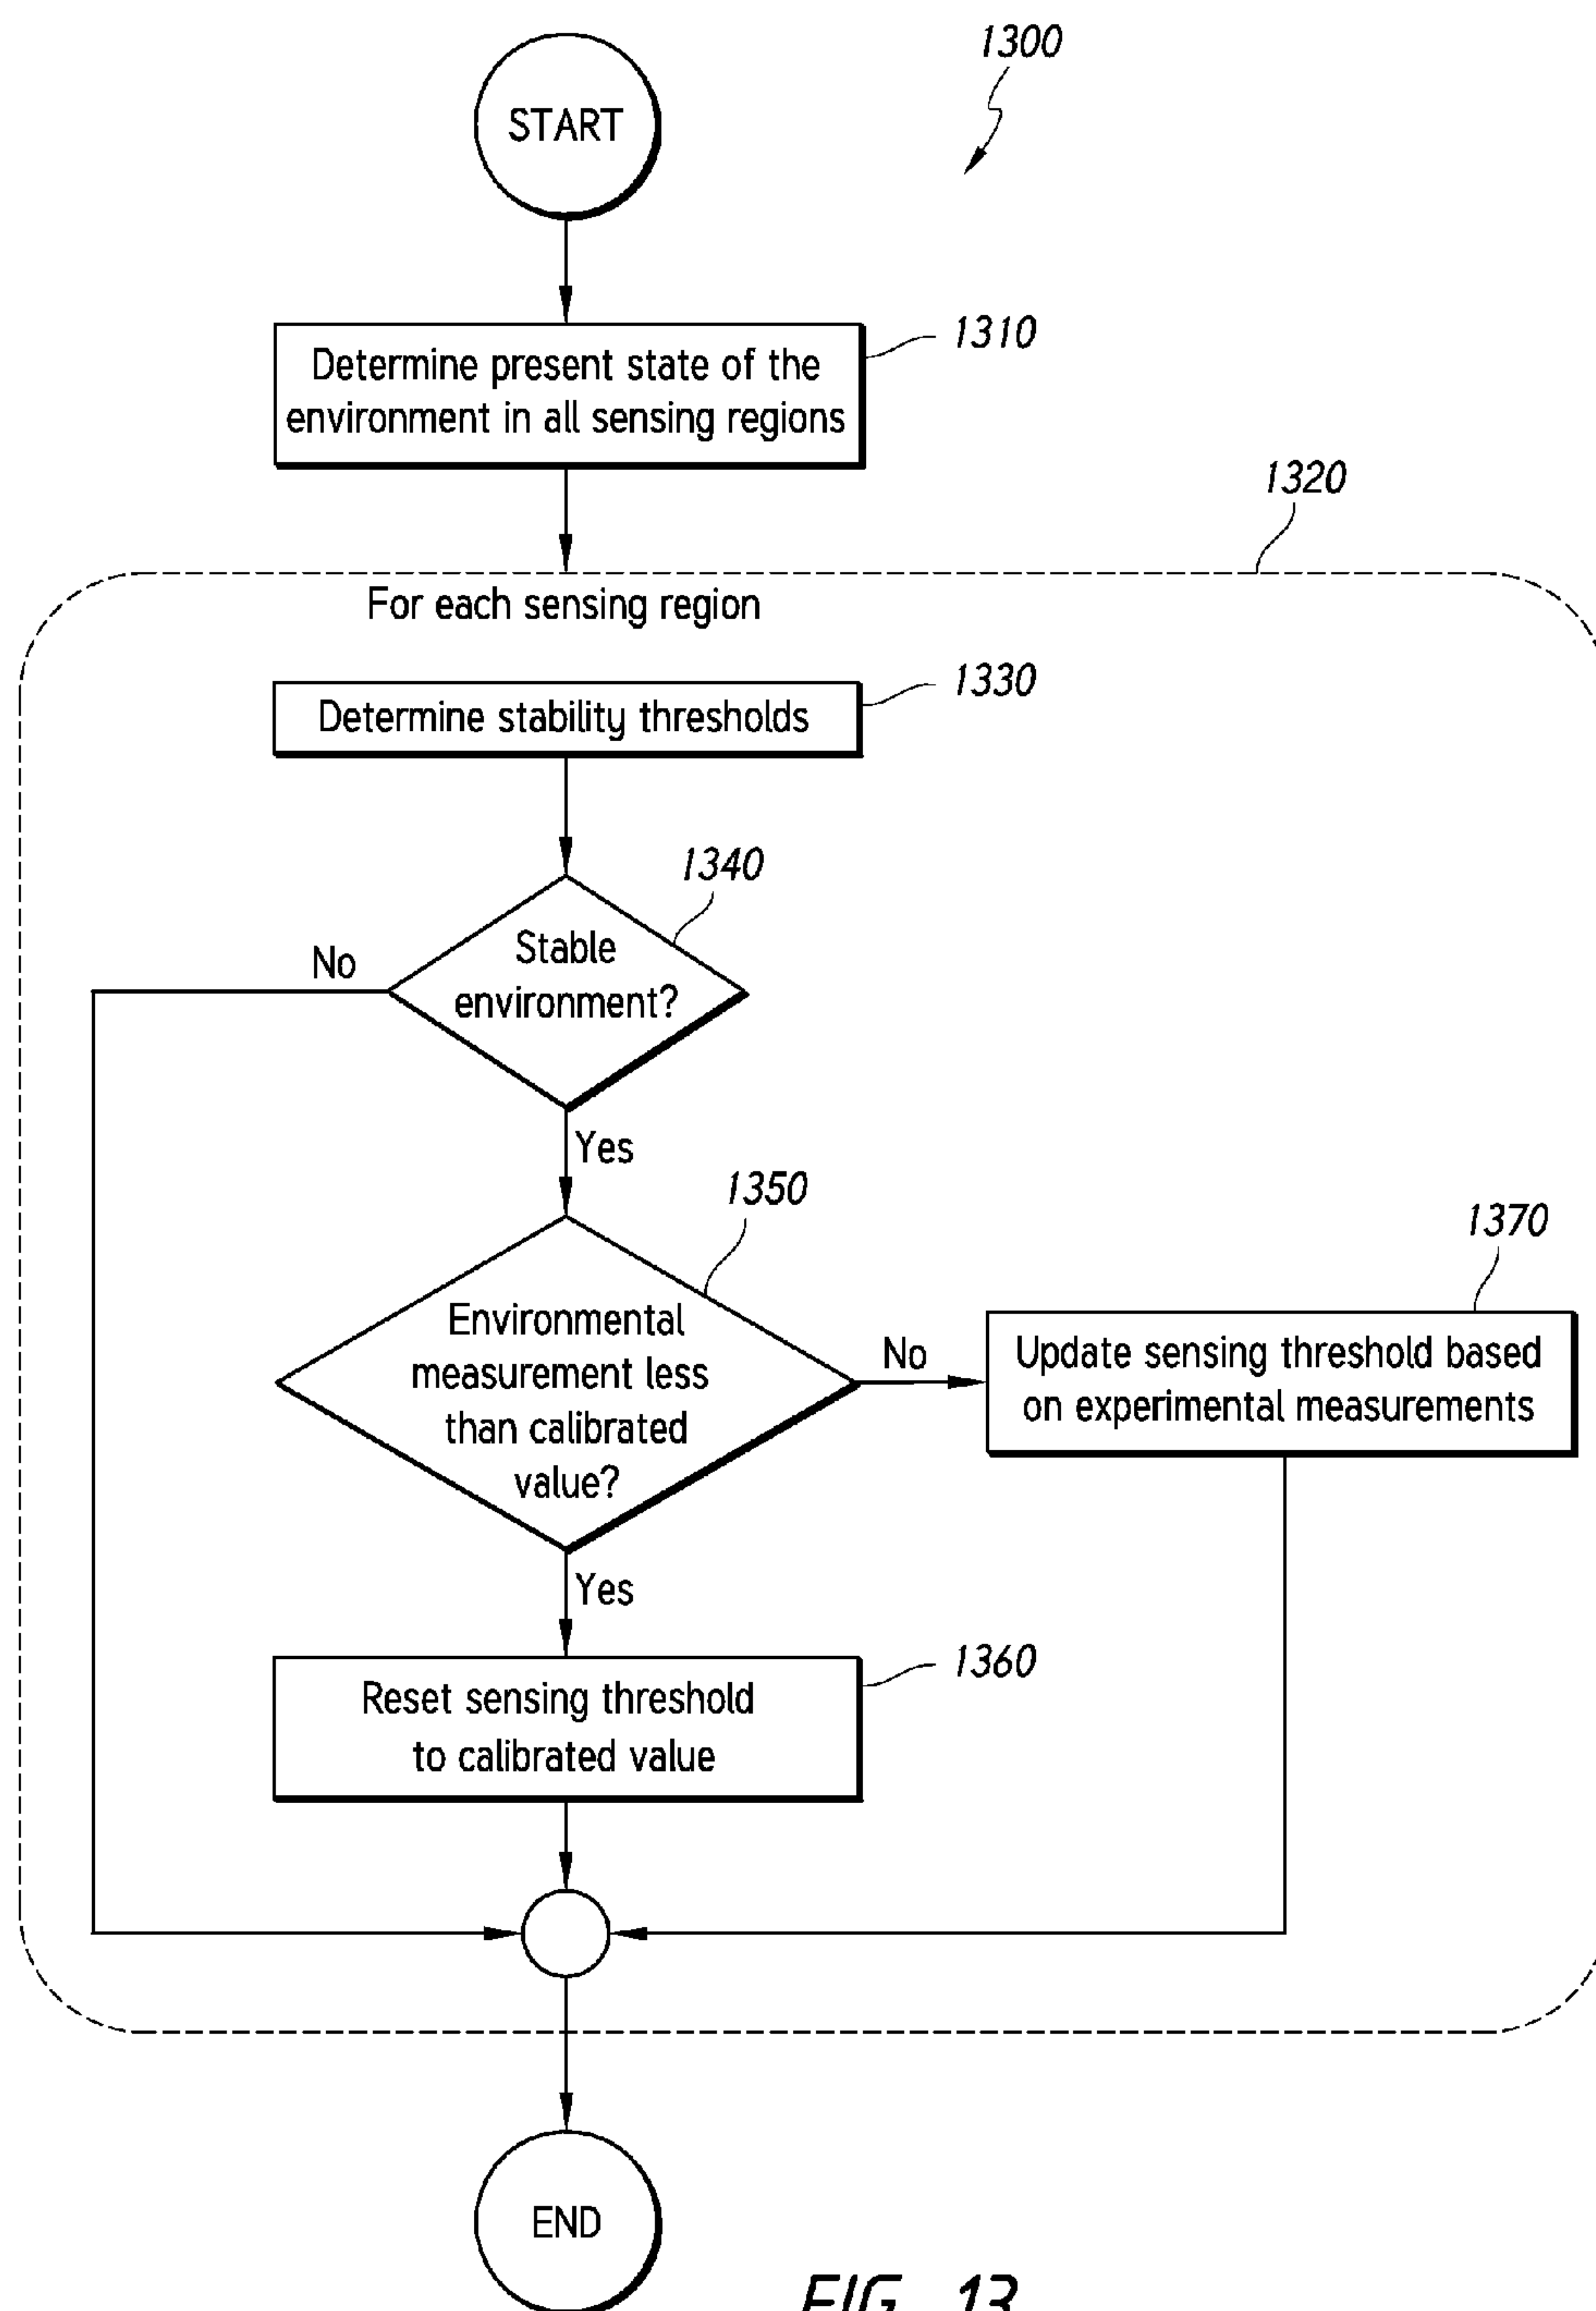 1300
START
1310
Determine present state of the
environment in all sensing regions
1320
For each sensing region
1330
Determine stability thresholds
1340
Stable
environment?
No
Yes
1350
1370
Environmental
measurement less
than calibrated
value?
No
Update sensing threshold based
on experimental measurements
Yes
1360
Reset sensing threshold
to calibrated value
END
FIG. 13